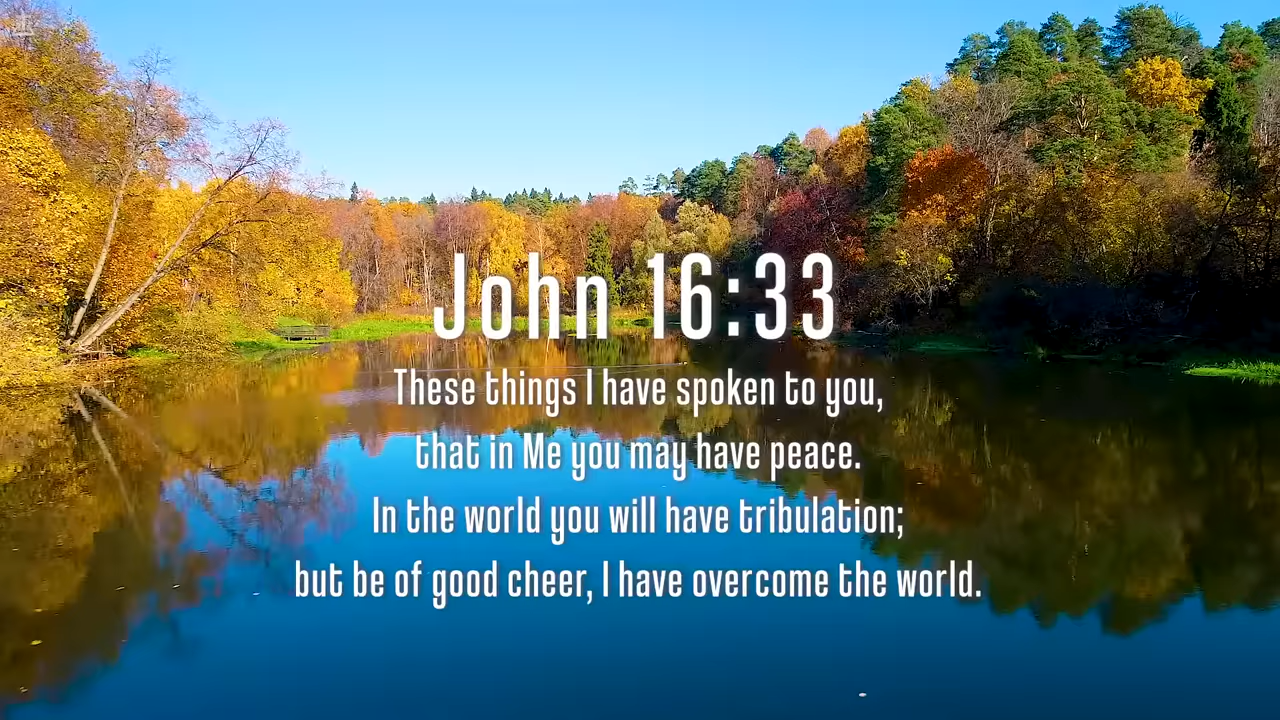 John 16:33
These things I have spoken to you,
that in Me you may have peace.
In the world you will have tribulation;
but be of good cheer, I have overcome the world.